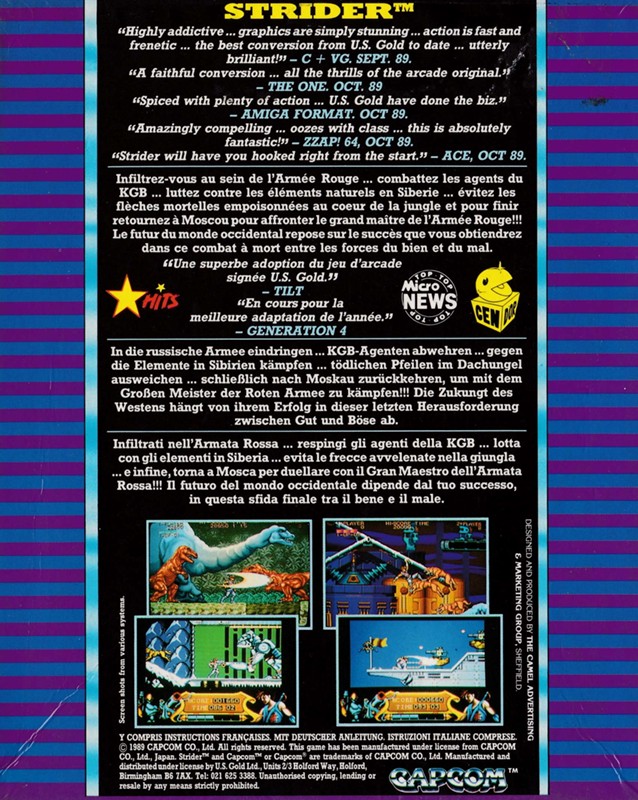 STRIDER™
“Highly addictive ... graphics are simply stunning ... action is fast and
frenetic ... the best conversion from U.S. Gold to date ... utterly
brilliant!” – C + VG. SEPT. 89.
“A faithful conversion ... all the thrills of the arcade original.”
– THE ONE. OCT. 89
“Spiced with plenty of action ... U.S. Gold have done the biz.”
– AMIGA FORMAT. OCT 89.
“Amazingly compelling ... oozes with class ... this is absolutely
fantastic!” – ZZAP! 64, OCT 89.
“Strider will have you hooked right from the start.” – ACE, OCT 89.
Infiltrez-vous au sein de l'Armée Rouge ... combattez les agents du
KGB ... luttez contre les éléments naturels en Siberie ... évitez les
flèches mortelles empoisonnées au coeur de la jungle et pour finir
retournez à Moscou pour affronter le grand maître de l'Armée Rouge!!!
Le futur du monde occidental repose sur le succès que vous obtiendrez
dans ce combat à mort entre les forces du bien et du mal.
“Une superbe adoption du jeu d'arcade
signée U.S. Gold.”
– TILT
“En cours pour la
meilleure adaptation de l'année.”
– GENERATION 4
HITS
TOP TOP TOP
Micro
NEWS
TOP TOP TOP
GEN D'OR
In die russische Armee eindringen ... KGB-Agenten abwehren ... gegen
die Elemente in Sibirien kämpfen ... tödlichen Pfeilen im Dachungel
ausweichen ... schließlich nach Moskau zurückkehren, um mit dem
Großen Meister der Roten Armee zu kämpfen!!! Die Zukungt des
Westens hängt von ihrem Erfolg in dieser letzten Herausforderung
zwischen Gut und Böse ab.
Infiltrati nell'Armata Rossa ... respingi gli agenti della KGB ... lotta
con gli elementi in Siberia ... evita le frecce avvelenate nella giungla
... e infine, torna a Mosca per duellare con il Gran Maestro dell'Armata
Rossa!!! Il futuro del mondo occidentale dipende dal tuo successo,
in questa sfida finale tra il bene e il male.
SCORE 001660
SCORE 000660
Screen shots from various systems.
DESIGNED AND PRODUCED BY THE CAMEL ADVERTISING
& MARKETING GROUP, SHEFFIELD.
Y COMPRIS INSTRUCTIONS FRANÇAISES. MIT DEUTSCHER ANLEITUNG. ISTRUZIONI ITALIANE COMPRESE.
© 1989 CAPCOM CO., Ltd. All rights reserved. This game has been manufactured under license from CAPCOM
CO., Ltd., Japan. Strider™ and Capcom™ or Capcom® are trademarks of CAPCOM CO., Ltd. Manufactured and
distributed under license by U.S. Gold Ltd., Units 2/3 Holford Way, Holford,
Birmingham B6 7AX. Tel: 021 625 3388. Unauthorised copying, lending or
resale by any means strictly prohibited.
CAPCOM™